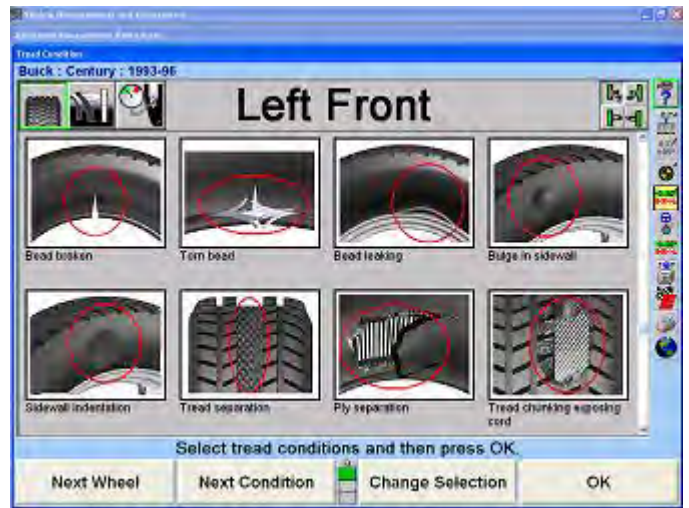 Tread Condition
Buick : Century : 1993-96
Left Front
Bead broken
Torn bead
Bead leaking
Bulge in sidewall
Sidewall indentation
Tread separation
Ply separation
Tread chunking exposing
cord
Select tread conditions and then press OK.
Next Wheel
Next Condition
Change Selection
OK